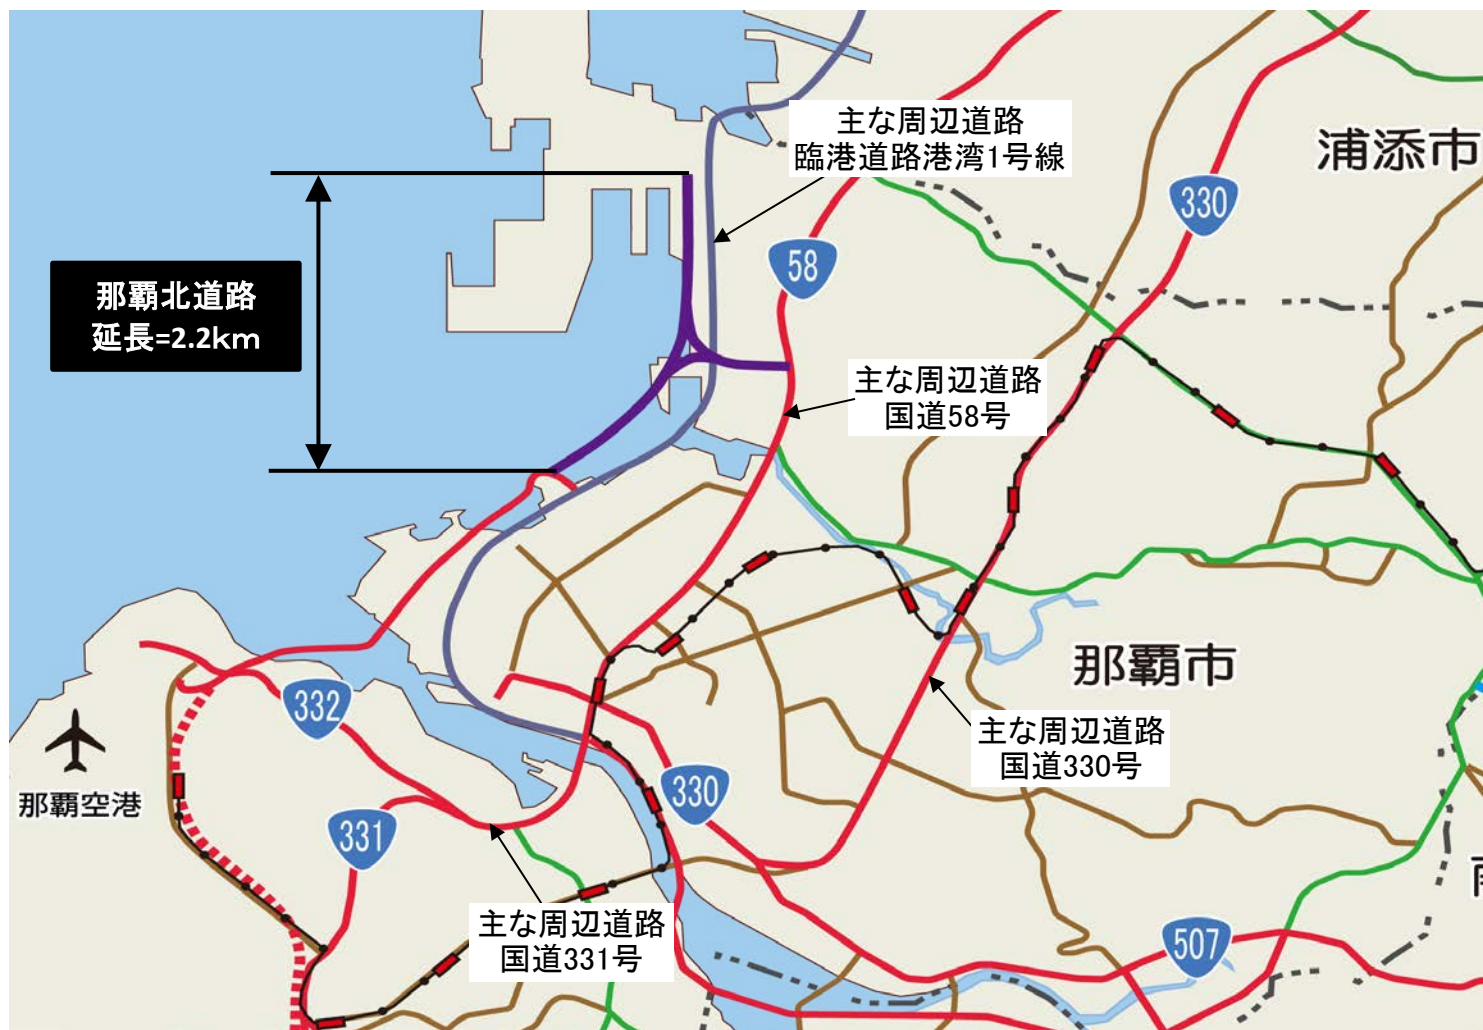 主な周辺道路
臨港道路港湾1号線
浦添市
330
58
那覇北道路
延長=2.2km
主な周辺道路
国道58号
那覇市
332
主な周辺道路
国道330号
那覇空港
330
331
主な周辺道路
国道331号
507